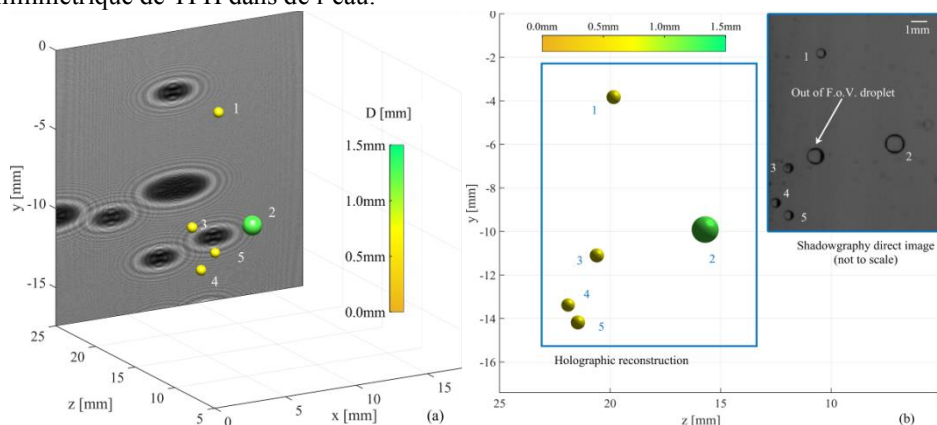 symétrique de THI dans de l'eau.
0
-5
-10
-15
y [mm]
25
20
15
10
5
z [mm]
0
5
10
15
x [mm]
(a)
1
2
3
4
5
D [mm]
1.5mm
1.0mm
0.5mm
0.0mm
0.0mm 0.5mm 1.0mm 1.5mm
0
-2
-4
-6
-8
-10
-12
-14
-16
y [mm]
25 20 15 10
z [mm]
(b)
1
2
3
4
5
Holographic reconstruction
1mm
1
Out of F.o.V. droplet
2
3
4
5
Shadowgraphy direct image
(not to scale)